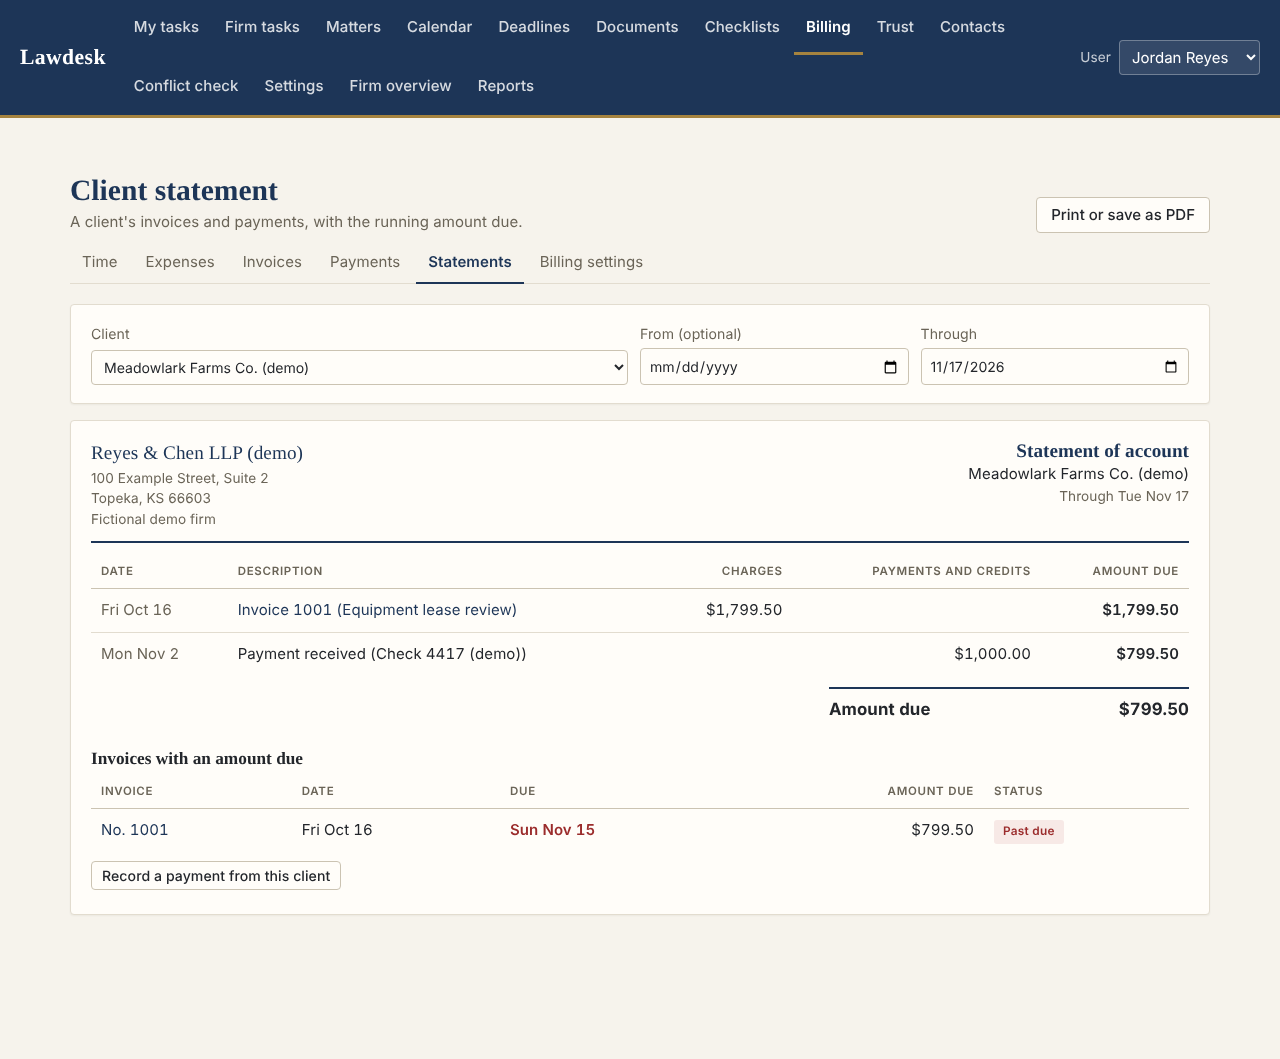 Lawdesk
My tasks Firm tasks Matters Calendar Deadlines Documents Checklists Billing Trust Contacts
Conflict check Settings Firm overview Reports
User Jordan Reyes
Client statement
A client's invoices and payments, with the running amount due.
Print or save as PDF
Time Expenses Invoices Payments Statements Billing settings
Client From (optional) Through
Meadowlark Farms Co. (demo) mm/dd/yyyy 11/17/2026
Reyes & Chen LLP (demo)
100 Example Street, Suite 2
Topeka, KS 66603
Fictional demo firm
Statement of account
Meadowlark Farms Co. (demo)
Through Tue Nov 17
DATE DESCRIPTION CHARGES PAYMENTS AND CREDITS AMOUNT DUE
Fri Oct 16 Invoice 1001 (Equipment lease review) $1,799.50 $1,799.50
Mon Nov 2 Payment received (Check 4417 (demo)) $1,000.00 $799.50
Amount due $799.50
Invoices with an amount due
INVOICE DATE DUE AMOUNT DUE STATUS
No. 1001 Fri Oct 16 Sun Nov 15 $799.50 Past due
Record a payment from this client